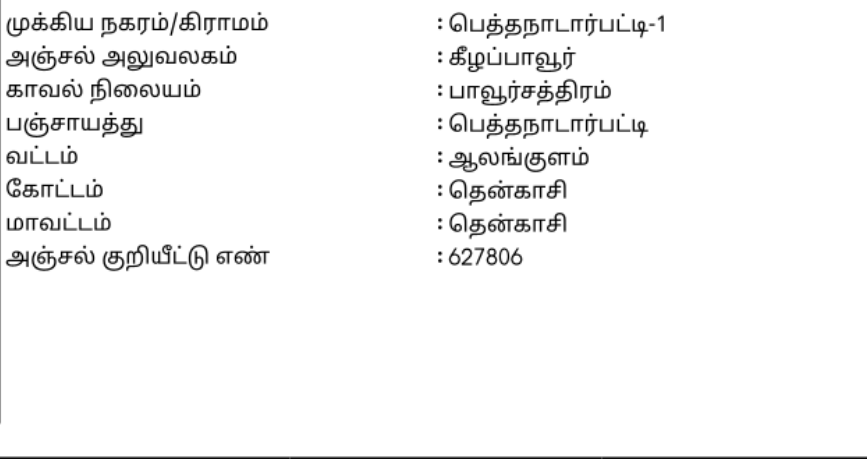 முக்கிய நகரம்/கிராமம் : பெத்தநாடார்பட்டி-1
அஞ்சல் அலுவலகம் : கீழப்பாவூர்
காவல் நிலையம் : பாவூர்சத்திரம்
பஞ்சாயத்து : பெத்தநாடார்பட்டி
வட்டம் : ஆலங்குளம்
கோட்டம் : தென்காசி
மாவட்டம் : தென்காசி
அஞ்சல் குறியீட்டு எண் : 627806